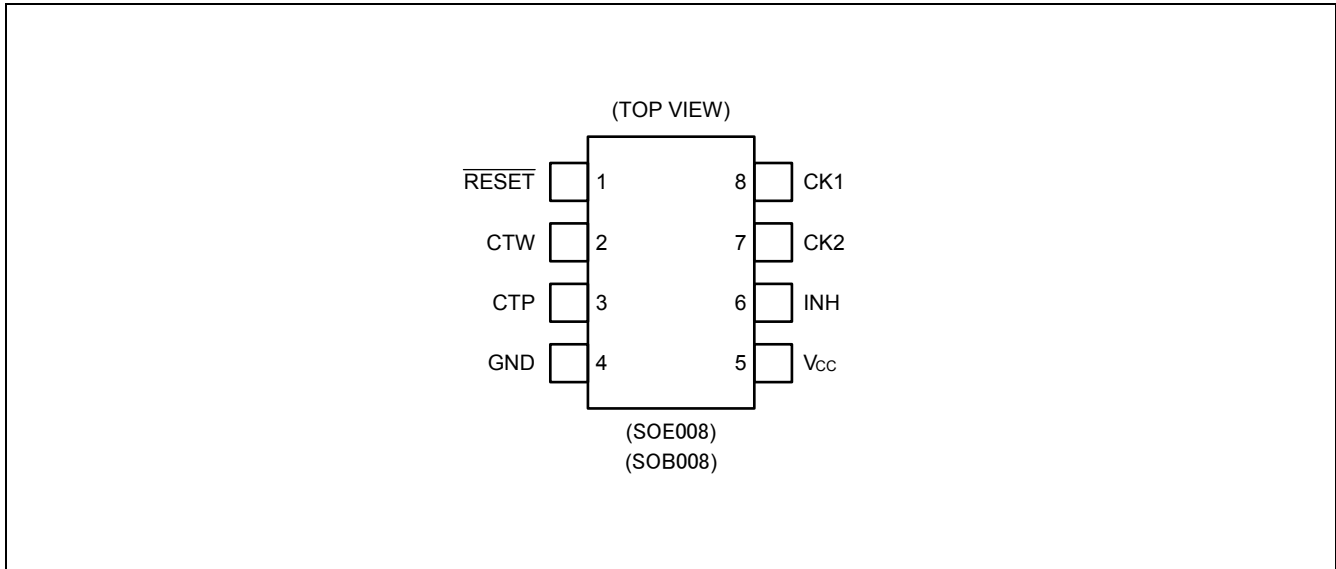 (TOP VIEW)
RESET 1 8 CK1
CTW 2 7 CK2
CTP 3 6 INH
GND 4 5 VCC
(SOE008)
(SOB008)